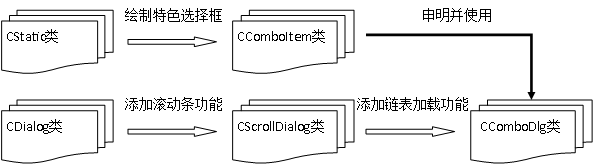 绘制特色选择框
申明并使用
CStatic类
CComboItem类
添加滚动条功能
添加链表加载功能
CDialog类
CScrollDialog类
CComboDlg类